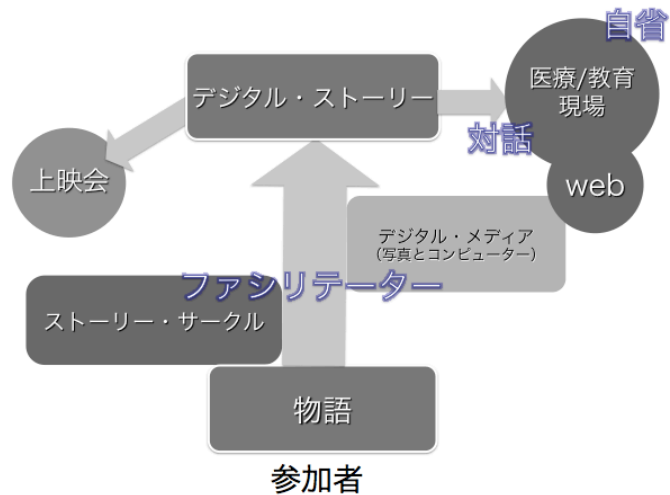 自省
医療/教育
現場
デジタル・ストーリー
対話
上映会
web
デジタル・メディア
(写真とコンピューター)
ファシリテーター
ストーリー・サークル
物語
参加者